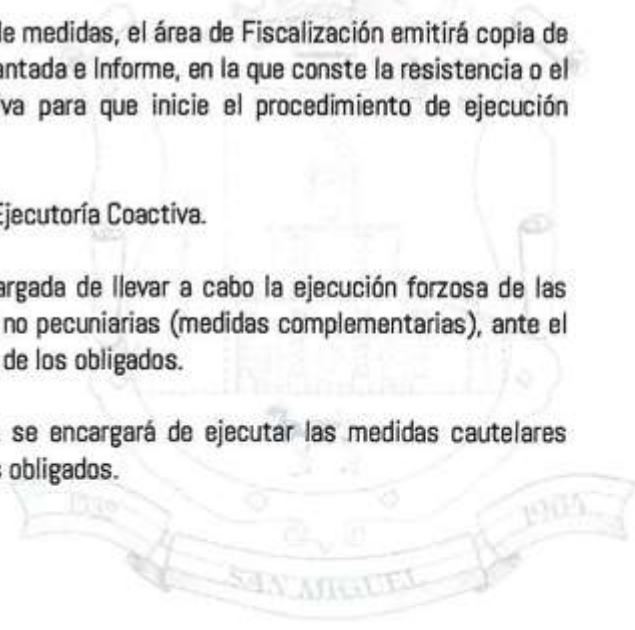 de medidas, el área de Fiscalización emitirá copia de
antada e Informe, en la que conste la resistencia o el
va para que inicie el procedimiento de ejecución
Ejecutoría Coactiva.
argada de llevar a cabo la ejecución forzosa de las
no pecuniarias (medidas complementarias), ante el
de los obligados.
se encargará de ejecutar las medidas cautelares
s obligados.
SAN MIGUEL